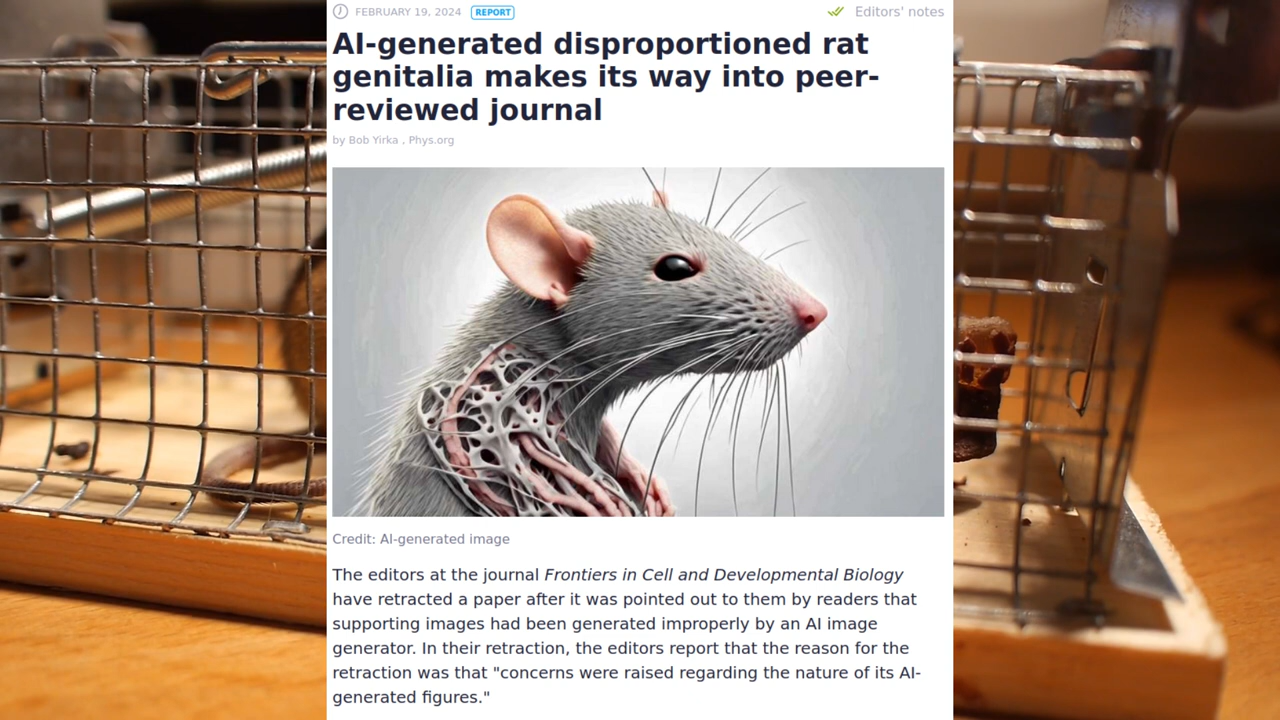 FEBRUARY 19, 2024 REPORT Editors' notes
AI-generated disproportioned rat
genitalia makes its way into peer-
reviewed journal
by Bob Yirka , Phys.org
Credit: AI-generated image
The editors at the journal Frontiers in Cell and Developmental Biology
have retracted a paper after it was pointed out to them by readers that
supporting images had been generated improperly by an AI image
generator. In their retraction, the editors report that the reason for the
retraction was that "concerns were raised regarding the nature of its AI-
generated figures."